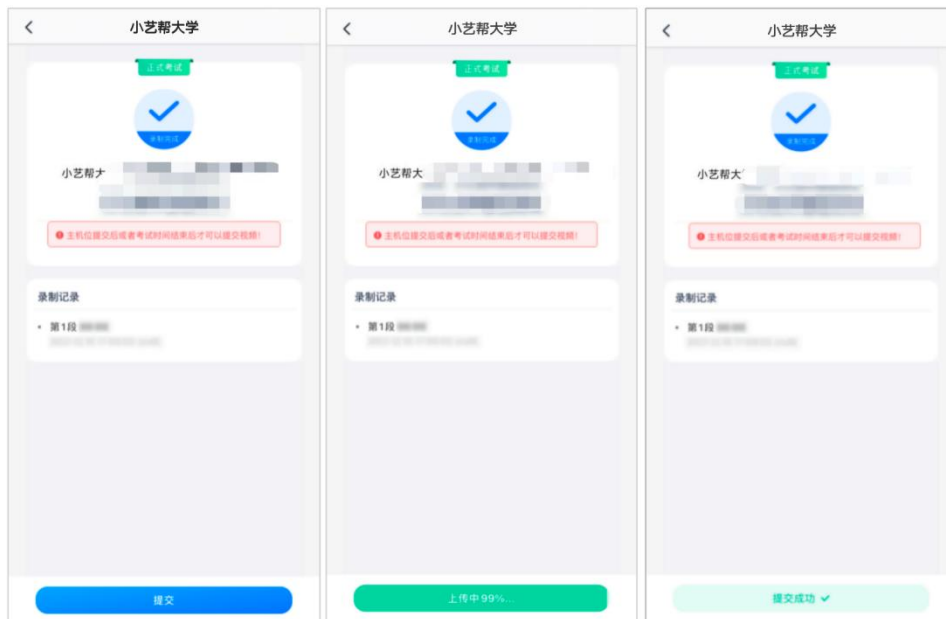 小艺帮大学
正式考试
录制完成
小艺帮大
主机位提交后或者考试时间结束后才可以提交视频!
录制记录
第1段
提交
小艺帮大学
正式考试
录制完成
小艺帮大
主机位提交后或者考试时间结束后才可以提交视频!
录制记录
第1段
上传中99%...
小艺帮大学
正式考试
录制完成
小艺帮大
主机位提交后或者考试时间结束后才可以提交视频!
录制记录
第1段
提交成功